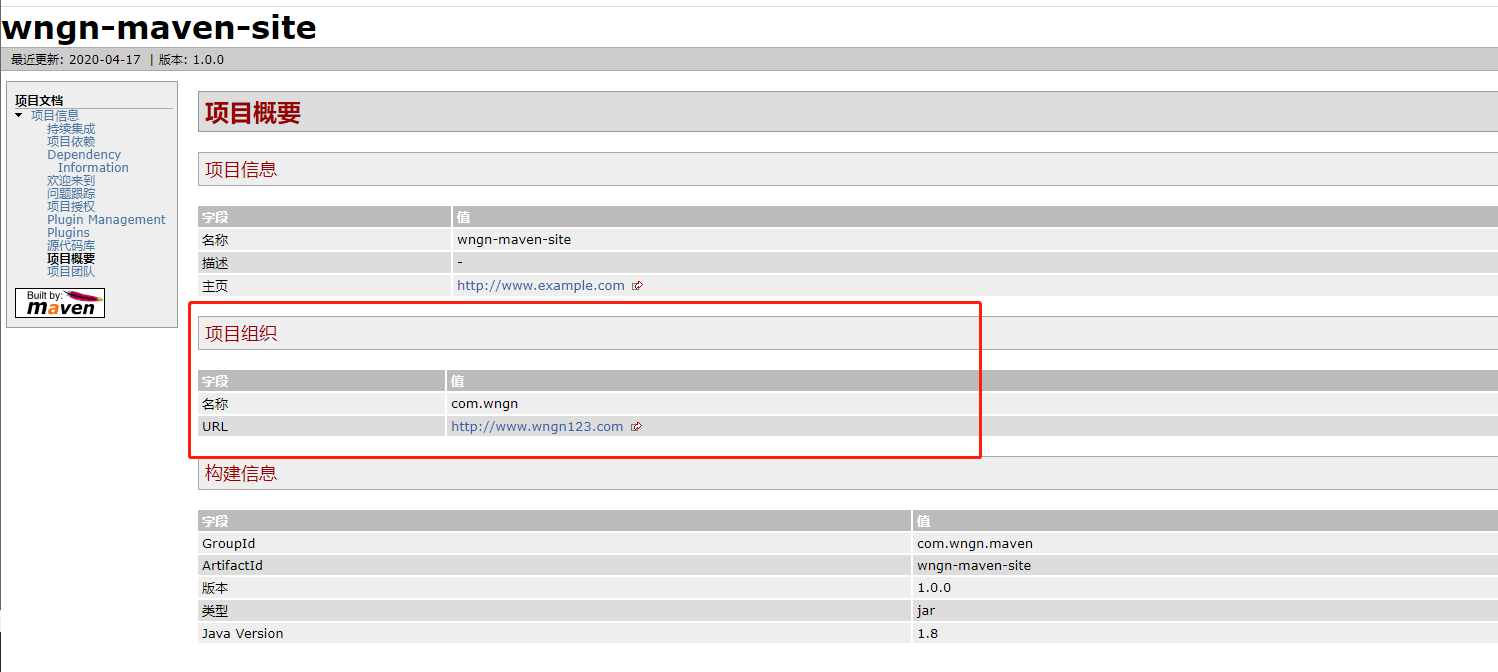 wngn-maven-site
最近更新: 2020-04-17 | 版本: 1.0.0
项目文档
项目信息
持续集成
项目依赖
Dependency
Information
欢迎来到
问题跟踪
项目授权
Plugin Management
Plugins
源代码库
项目概要
项目团队
Built by:
maven
项目概要
项目信息
字段 值
名称 wngn-maven-site
描述 -
主页 http://www.example.com
项目组织
字段 值
名称 com.wngn
URL http://www.wngn123.com
构建信息
字段 值
GroupId com.wngn.maven
ArtifactId wngn-maven-site
版本 1.0.0
类型 jar
Java Version 1.8